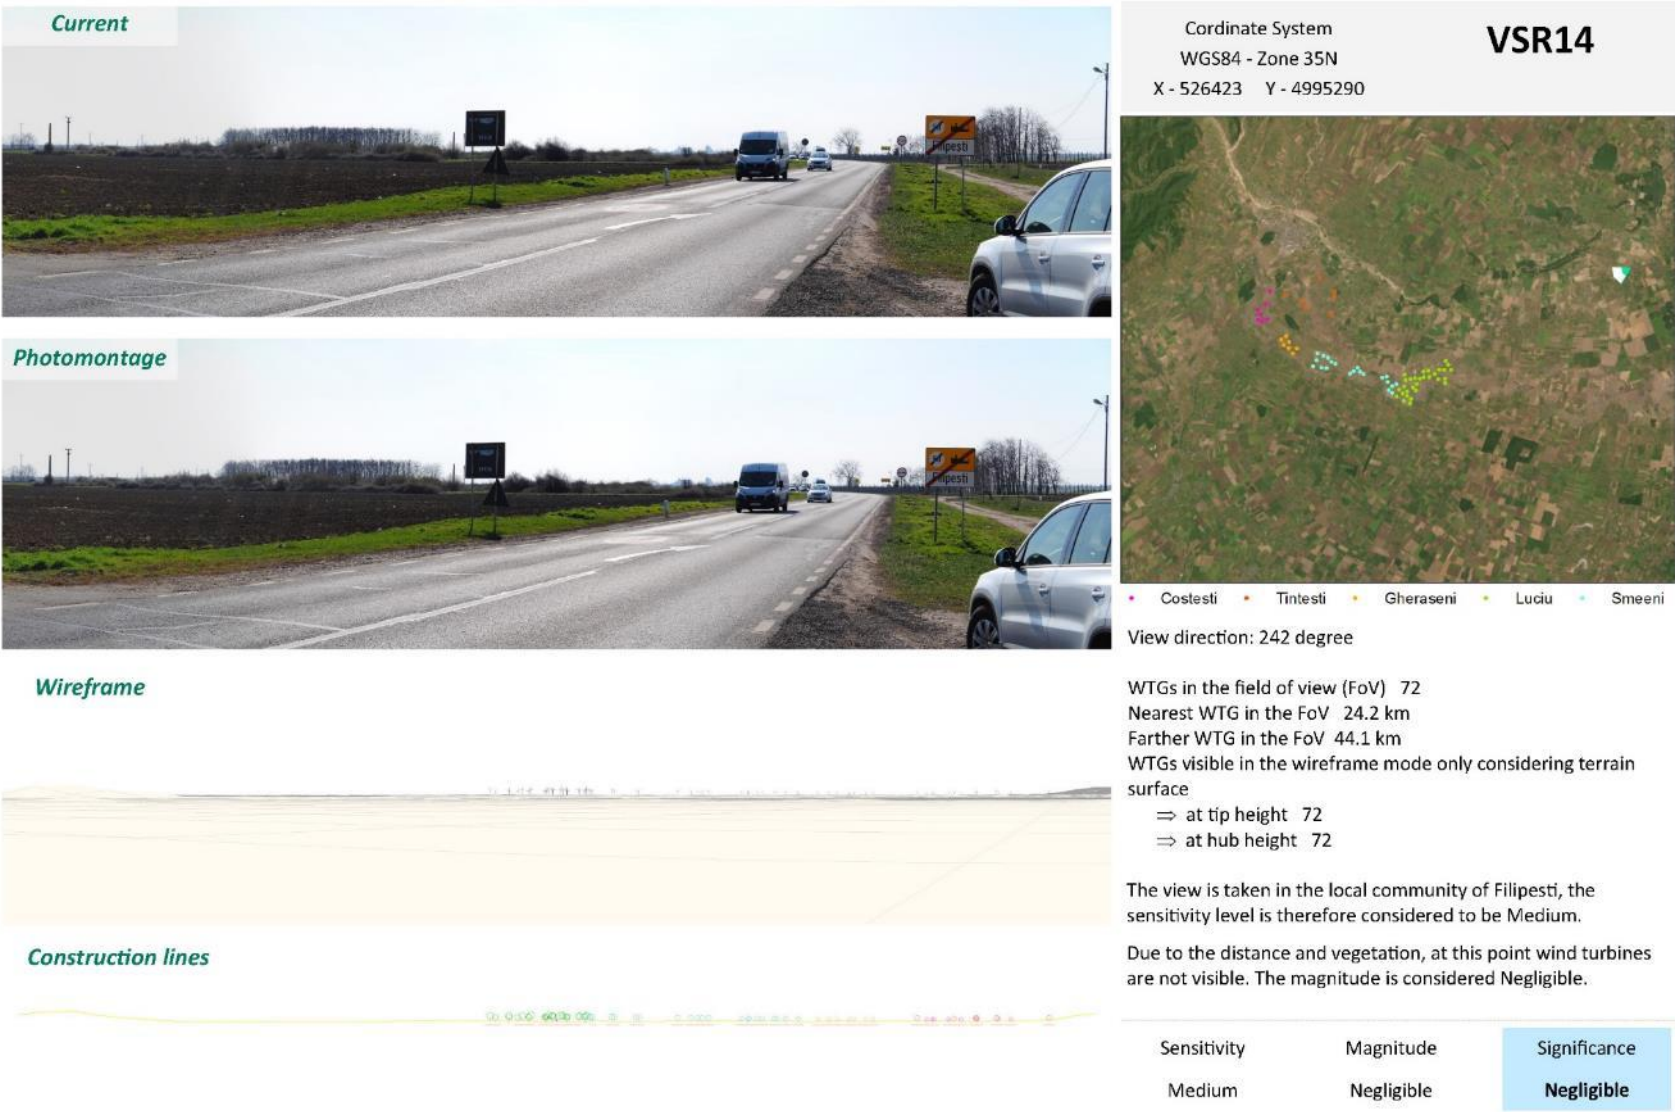 Current
Filipesti
Photomontage
Filipesti
Wireframe
Construction lines
Cordinate System
WGS84 - Zone 35N
X - 526423 Y - 4995290
VSR14
Costesti Tintesti Gheraseni Luciu Smeeni
View direction: 242 degree
WTGs in the field of view (FoV) 72
Nearest WTG in the FoV 24.2 km
Farther WTG in the FoV 44.1 km
WTGs visible in the wireframe mode only considering terrain
surface
⇒ at tip height 72
⇒ at hub height 72
The view is taken in the local community of Filipesti, the
sensitivity level is therefore considered to be Medium.
Due to the distance and vegetation, at this point wind turbines
are not visible. The magnitude is considered Negligible.
Sensitivity Magnitude Significance
Medium Negligible Negligible